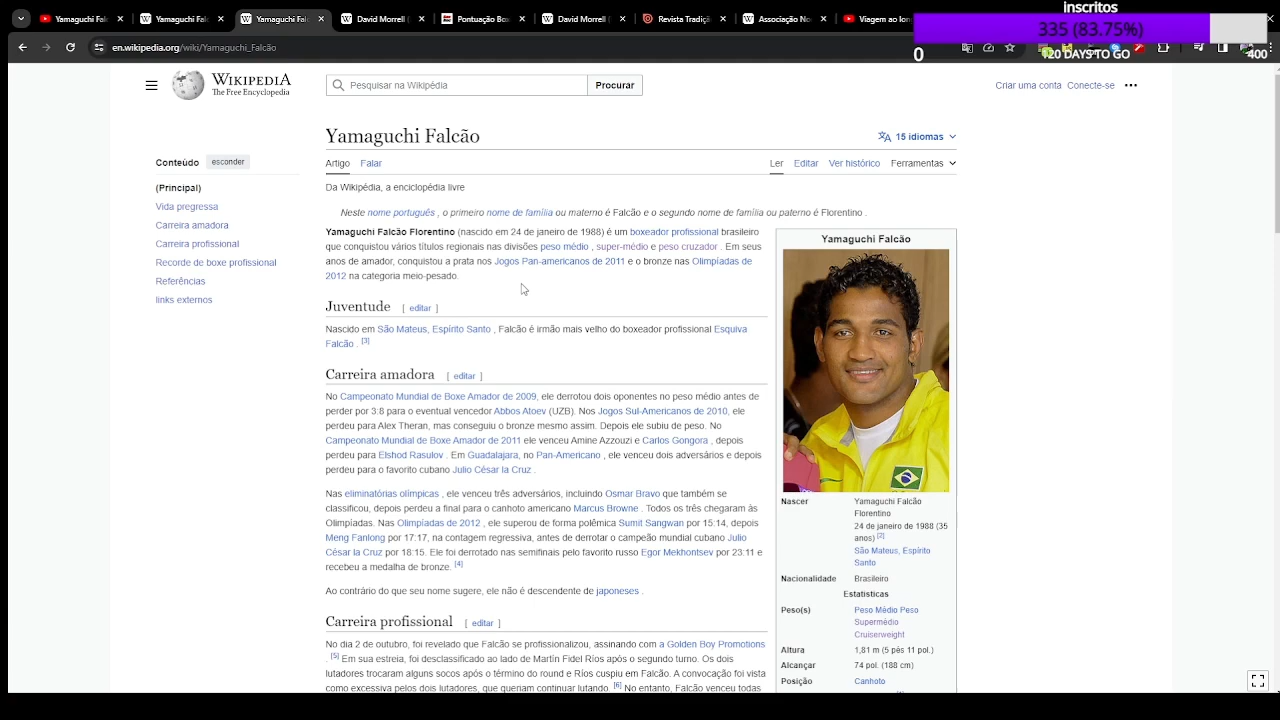 inscritos
335 (83.75%)
0
120 DAYS TO GO
400
Yamaguchi Falcão
Yamaguchi Falcão
David Morrell (
Pontuação Box
David Morrell (
Revista Tradiçã
Associação No
Viagem ao
en.wikipedia.org/wiki/Yamaguchi_Falcão
WIKIPEDIA
The Free Encyclopedia
Pesquisar na Wikipédia
Procurar
Criar uma conta Conecte-se
Yamaguchi Falcão
15 idiomas
Conteúdo esconder
(Principal)
Vida pregressa
Carreira amadora
Carreira profissional
Recorde de boxe profissional
Referências
links externos
Artigo Falar
Ler Editar Ver histórico Ferramentas
Da Wikipédia, a enciclopédia livre
Neste nome português , o primeiro nome de família ou materno é Falcão e o segundo nome de família ou paterno é Florentino .
Yamaguchi Falcão Florentino (nascido em 24 de janeiro de 1988) é um boxeador profissional brasileiro
que conquistou vários títulos regionais nas divisões peso médio , super-médio e peso cruzador . Em seus
anos de amador, conquistou a prata nos Jogos Pan-americanos de 2011 e o bronze nas Olimpíadas de
2012 na categoria meio-pesado.
Juventude [ editar ]
Nascido em São Mateus, Espírito Santo , Falcão é irmão mais velho do boxeador profissional Esquiva
Falcão . [3]
Carreira amadora [ editar ]
No Campeonato Mundial de Boxe Amador de 2009, ele derrotou dois oponentes no peso médio antes de
perder por 3:8 para o eventual vencedor Abbos Atoev (UZB). Nos Jogos Sul-Americanos de 2010, ele
perdeu para Alex Theran, mas conseguiu o bronze mesmo assim. Depois ele subiu de peso. No
Campeonato Mundial de Boxe Amador de 2011 ele venceu Amine Azzouzi e Carlos Gongora , depois
perdeu para Elshod Rasulov . Em Guadalajara, no Pan-Americano , ele venceu dois adversários e depois
perdeu para o favorito cubano Julio César la Cruz .
Nas eliminatórias olímpicas , ele venceu três adversários, incluindo Osmar Bravo que também se
classificou, depois perdeu a final para o canhoto americano Marcus Browne . Todos os três chegaram às
Olimpíadas. Nas Olimpíadas de 2012 , ele superou de forma polêmica Sumit Sangwan por 15:14, depois
Meng Fanlong por 17:17, na contagem regressiva, antes de derrotar o campeão mundial cubano Julio
César la Cruz por 18:15. Ele foi derrotado nas semifinais pelo favorito russo Egor Mekhontsev por 23:11 e
recebeu a medalha de bronze. [4]
Ao contrário do que seu nome sugere, ele não é descendente de japoneses .
Carreira profissional [ editar ]
No dia 2 de outubro, foi revelado que Falcão se profissionalizou, assinando com a Golden Boy Promotions
. [5] Em sua estreia, foi desclassificado ao lado de Martín Fidel Ríos após o segundo turno. Os dois
lutadores trocaram alguns socos após o término do round e Ríos cuspiu em Falcão. A convocação foi vista
como excessiva pelos dois lutadores, que queriam continuar lutando. [6] No entanto, Falcão venceu todas
Yamaguchi Falcão
Nascer Yamaguchi Falcão
Florentino
24 de janeiro de 1988 (35
anos) [2]
São Mateus, Espírito
Santo
Nacionalidade Brasileiro
Estatísticas
Peso(s) Peso Médio Peso
Supermédio
Cruiserweight
Altura 1,81 m (5 pés 11 pol.)
Alcançar 74 pol. (188 cm)
Posição Canhoto